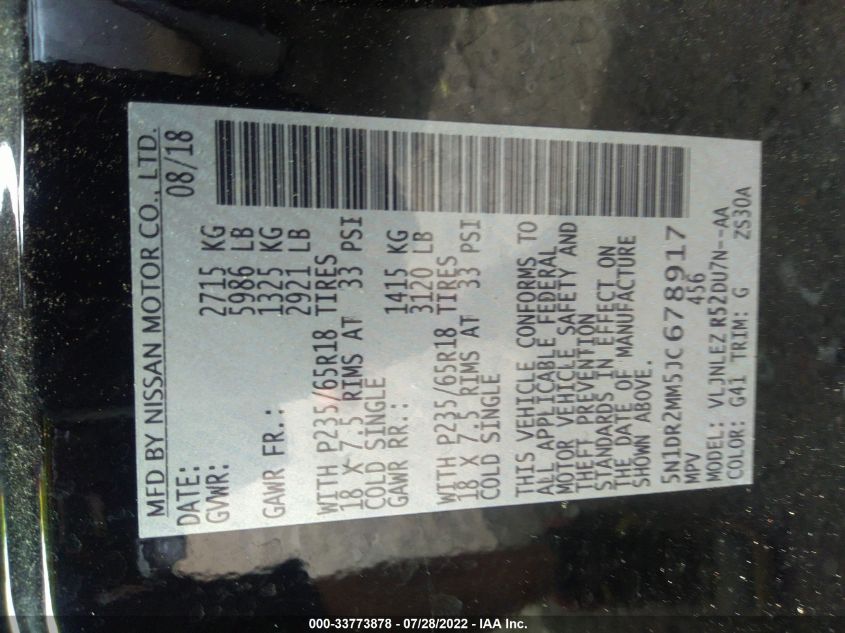 MFD BY NISSAN MOTOR CO., LTD.
DATE: 08/18
GVWR: 2715 KG
5986 LB
GAWR FR.: 1325 KG
2921 LB
WITH P235/65R18 TIRES
18 X 7.5 RIMS AT 33 PSI
COLD SINGLE
GAWR RR.: 1415 KG
3120 LB
WITH P235/65R18 TIRES
18 X 7.5 RIMS AT 33 PSI
COLD SINGLE
THIS VEHICLE CONFORMS TO
ALL APPLICABLE FEDERAL
MOTOR VEHICLE SAFETY AND
THEFT PREVENTION
STANDARDS IN EFFECT ON
THE DATE OF MANUFACTURE
SHOWN ABOVE.
5N1DR2MM5JC678917
MPV 456
MODEL: VLJNLEZ R52DU7N--AA
COLOR: G41 TRIM: G ZS30A
000-33773878 - 07/28/2022 - IAA Inc.